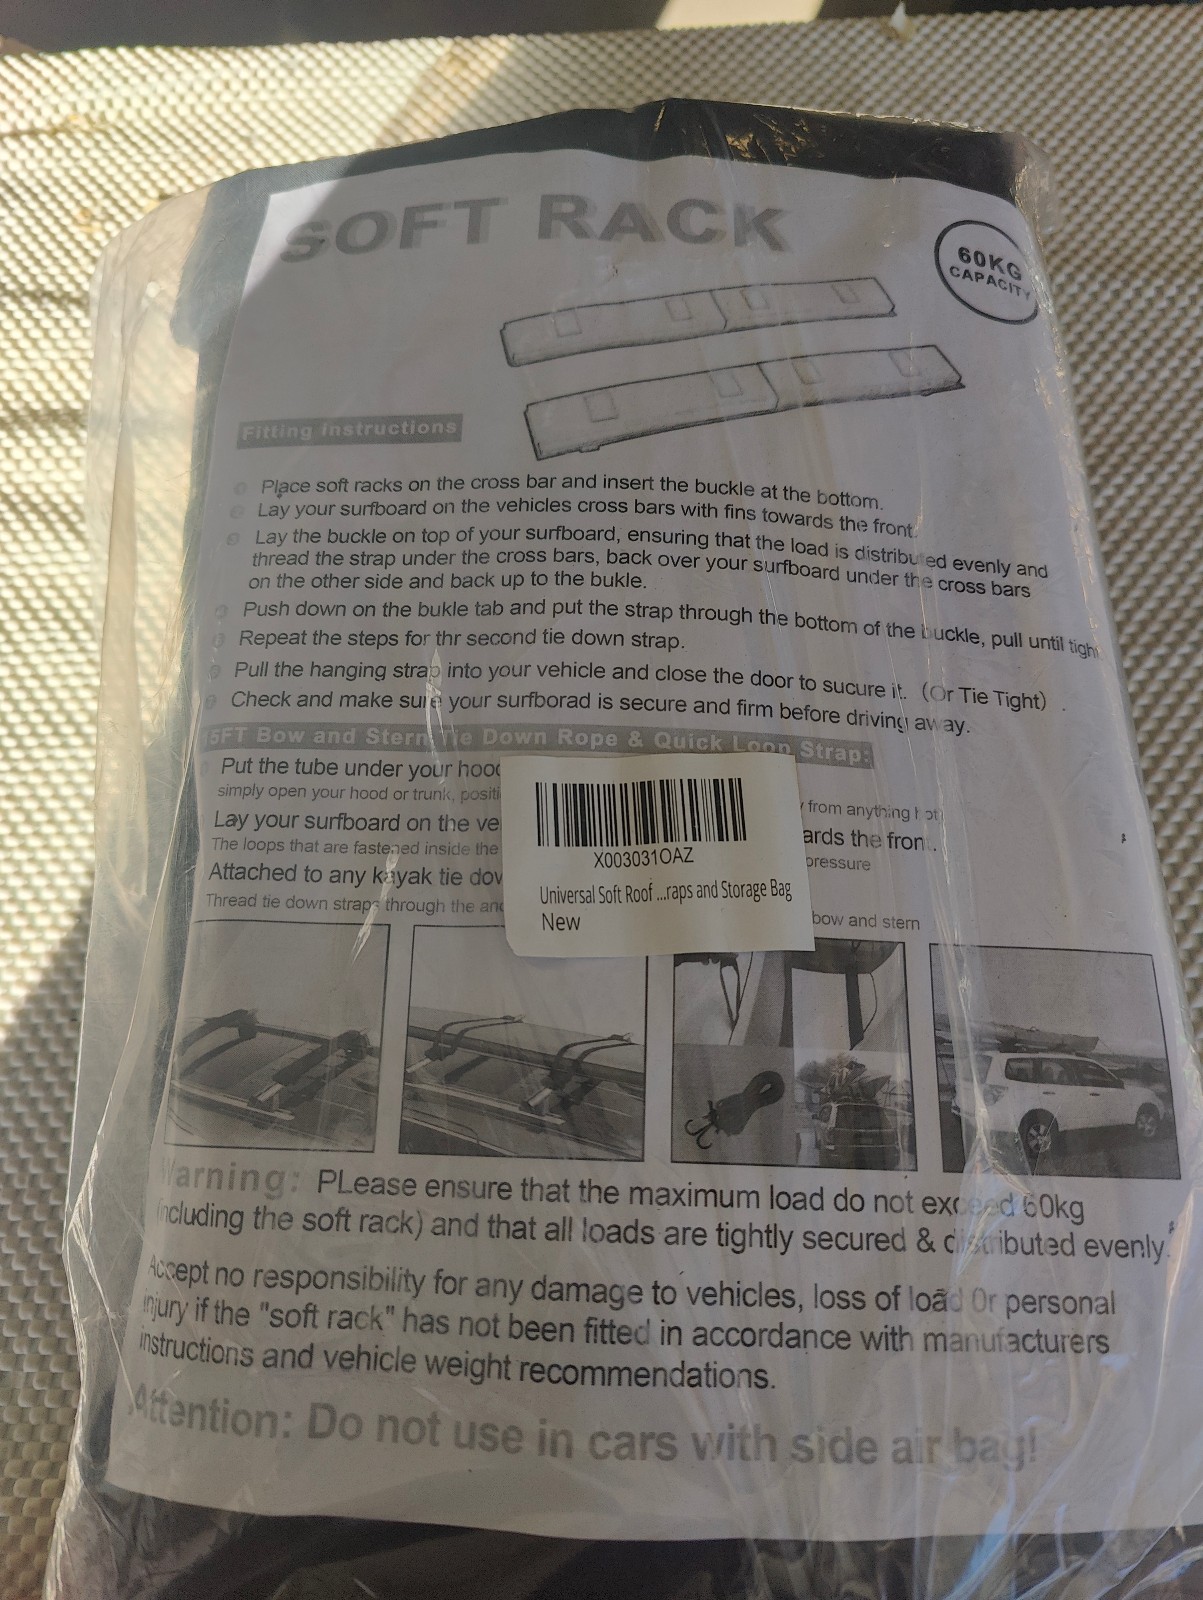 SOFT RACK
60KG
CAPACITY
Fitting Instructions
Place soft racks on the cross bar and insert the buckle at the bottom.
Lay your surfboard on the vehicles cross bars with fins towards the front.
Lay the buckle on top of your surfboard, ensuring that the load is distributed evenly and
thread the strap under the cross bars, back over your surfboard under the cross bars
on the other side and back up to the bukle.
Push down on the bukle tab and put the strap through the bottom of the buckle, pull until tight
Repeat the steps for thr second tie down strap.
Pull the hanging strap into your vehicle and close the door to sucure it. (Or Tie Tight) .
Check and make sure your surfborad is secure and firm before driving away.
15FT Bow and Stern Tie Down Rope & Quick Loop Strap:
Put the tube under your hood
simply open your hood or trunk, from anything hot
Lay your surfboard on the the front.
The loops that are fastened inside the pressure
Attached to any kayak tie
Thread tie down straps through the bow and stern
X003031OAZ
Universal Soft Roof ...raps and Storage Bag
New
Warning: PLease ensure that the maximum load do not exceed 60kg
(including the soft rack) and that all loads are tightly secured & distributed evenly.
Accept no responsibility for any damage to vehicles, loss of load Or personal
injury if the "soft rack" has not been fitted in accordance with manufacturers
instructions and vehicle weight recommendations.
Attention: Do not use in cars with side air bag!